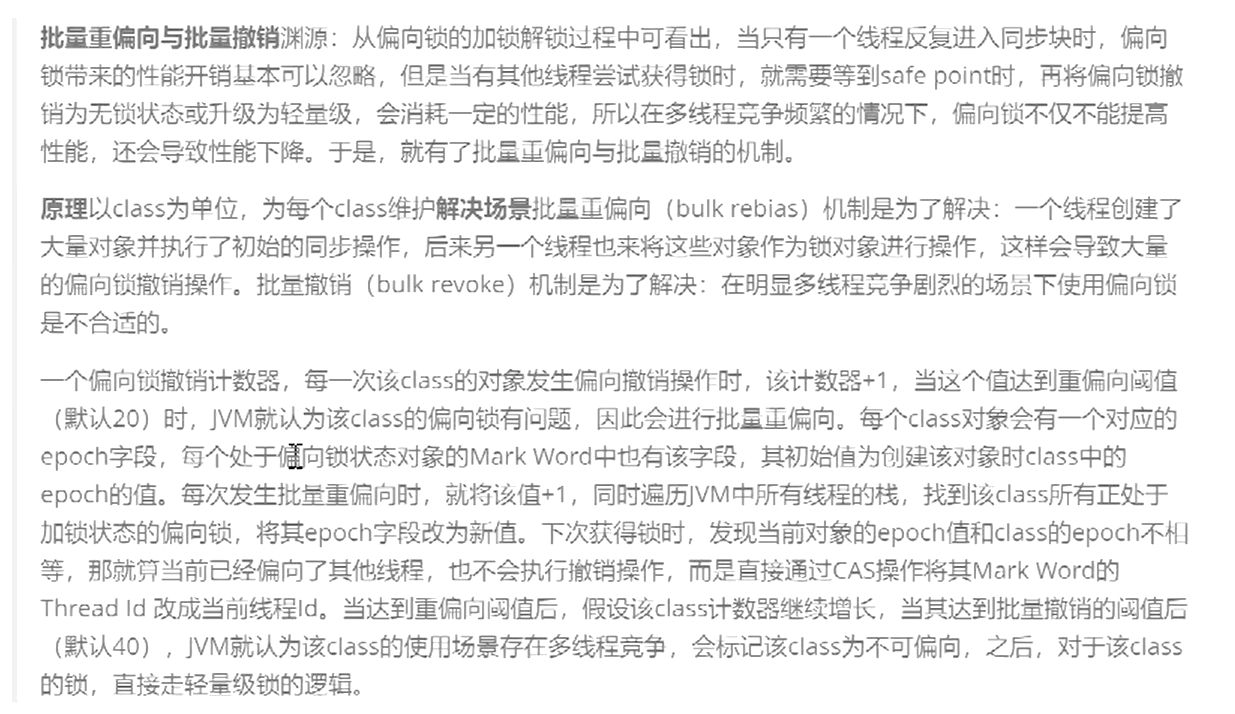 批量重偏向与批量撤销渊源：从偏向锁的加锁解锁过程中可看出，当只有一个线程反复进入同步块时，偏向
锁带来的性能开销基本可以忽略，但是当有其他线程尝试获得锁时，就需要等到safe point时，再将偏向锁撤
销为无锁状态或升级为轻量级，会消耗一定的性能，所以在多线程竞争频繁的情况下，偏向锁不仅不能提高
性能，还会导致性能下降。于是，就有了批量重偏向与批量撤销的机制。
原理以class为单位，为每个class维护解决场景批量重偏向（bulk rebias）机制是为了解决：一个线程创建了
大量对象并执行了初始的同步操作，后来另一个线程也来将这些对象作为锁对象进行操作，这样会导致大量
的偏向锁撤销操作。批量撤销（bulk revoke）机制是为了解决：在明显多线程竞争剧烈的场景下使用偏向锁
是不合适的。
一个偏向锁撤销计数器，每一次该class的对象发生偏向撤销操作时，该计数器+1，当这个值达到重偏向阈值
（默认20）时，JVM就认为该class的偏向锁有问题，因此会进行批量重偏向。每个class对象会有一个对应的
epoch字段，每个处于偏向锁状态对象的Mark Word中也有该字段，其初始值为创建该对象时class中的
epoch的值。每次发生批量重偏向时，就将该值+1，同时遍历JVM中所有线程的栈，找到该class所有正处于
加锁状态的偏向锁，将其epoch字段改为新值。下次获得锁时，发现当前对象的epoch值和class的epoch不相
等，那就算当前已经偏向了其他线程，也不会执行撤销操作，而是直接通过CAS操作将其Mark Word的
Thread Id 改成当前线程Id。当达到重偏向阈值后，假设该class计数器继续增长，当其达到批量撤销的阈值后
（默认40），JVM就认为该class的使用场景存在多线程竞争，会标记该class为不可偏向，之后，对于该class
的锁，直接走轻量级锁的逻辑。